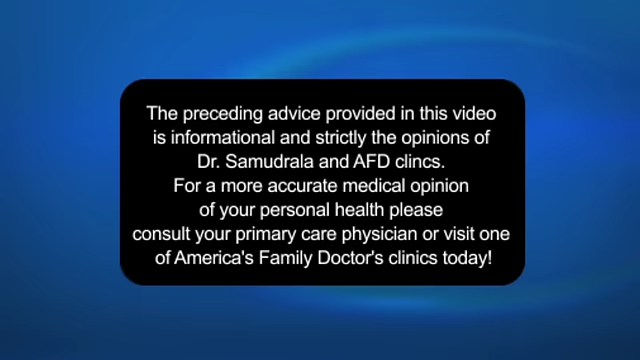 The preceding advice provided in this video
is informational and strictly the opinions of
Dr. Samudrala and AFD clincs.
For a more accurate medical opinion
of your personal health please
consult your primary care physician or visit one
of America's Family Doctor's clinics today!